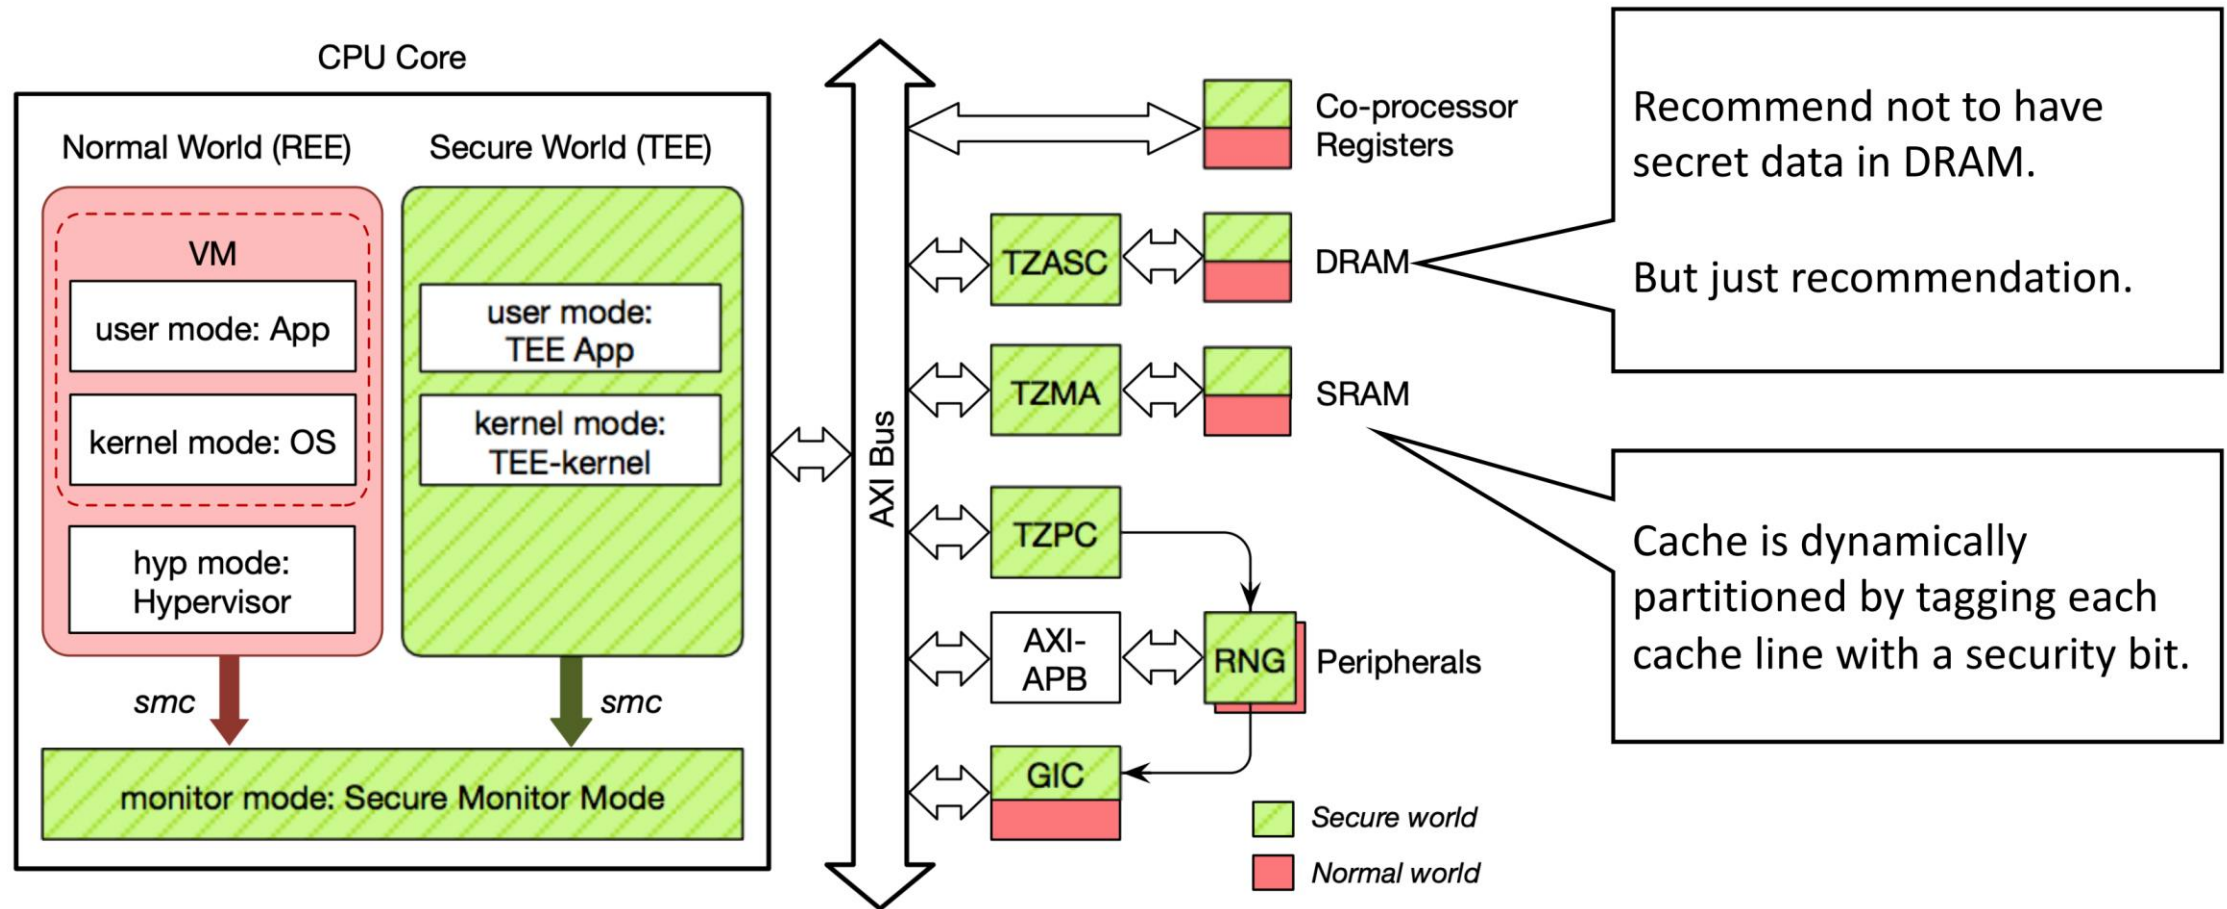 CPU Core
Normal World (REE)
Secure World (TEE)
VM
user mode: App
kernel mode: OS
hyp mode:
Hypervisor
user mode:
TEE App
kernel mode:
TEE-kernel
smc
smc
monitor mode: Secure Monitor Mode
AXI Bus
Co-processor
Registers
TZASC
DRAM
TZMA
SRAM
TZPC
AXI-
APB
RNG
Peripherals
GIC
Secure world
Normal world
Recommend not to have
secret data in DRAM.
But just recommendation.
Cache is dynamically
partitioned by tagging each
cache line with a security bit.